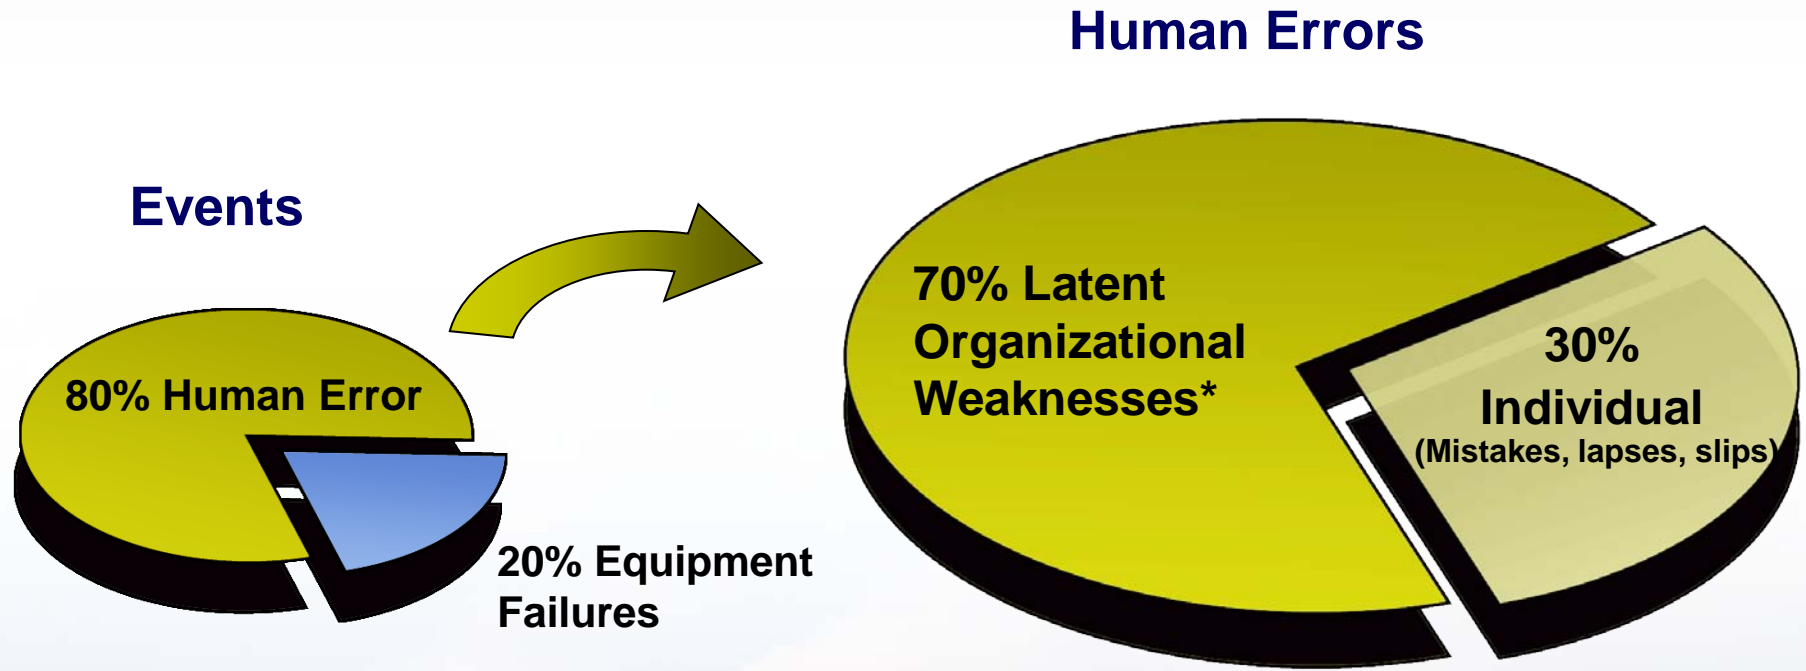 Human Errors
Events
80% Human Error
20% Equipment
Failures
70% Latent
Organizational
Weaknesses*
30%
Individual
(Mistakes, lapses, slips)